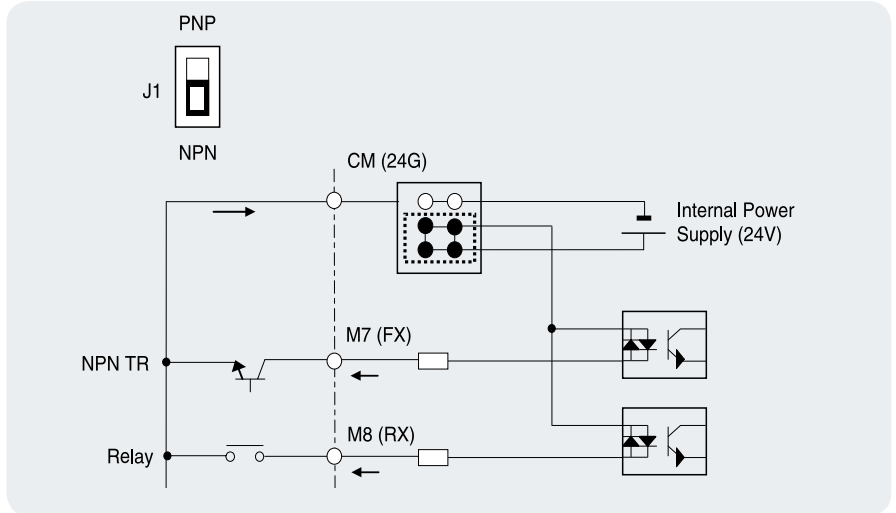 PNP
J1
NPN
CM (24G)
Internal Power
Supply (24V)
M7 (FX)
NPN TR
M8 (RX)
Relay